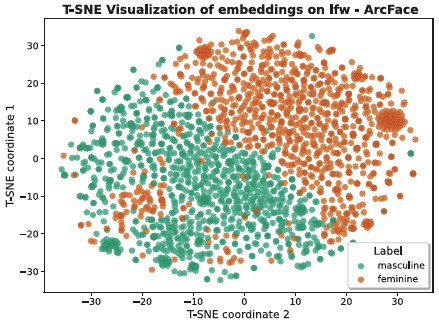 T-SNE Visualization of embeddings on lfw - ArcFace
T-SNE coordinate 1
30
20
10
0
−10
−20
−30
−30
−20
−10
0
10
20
30
T-SNE coordinate 2
Label
masculine
feminine